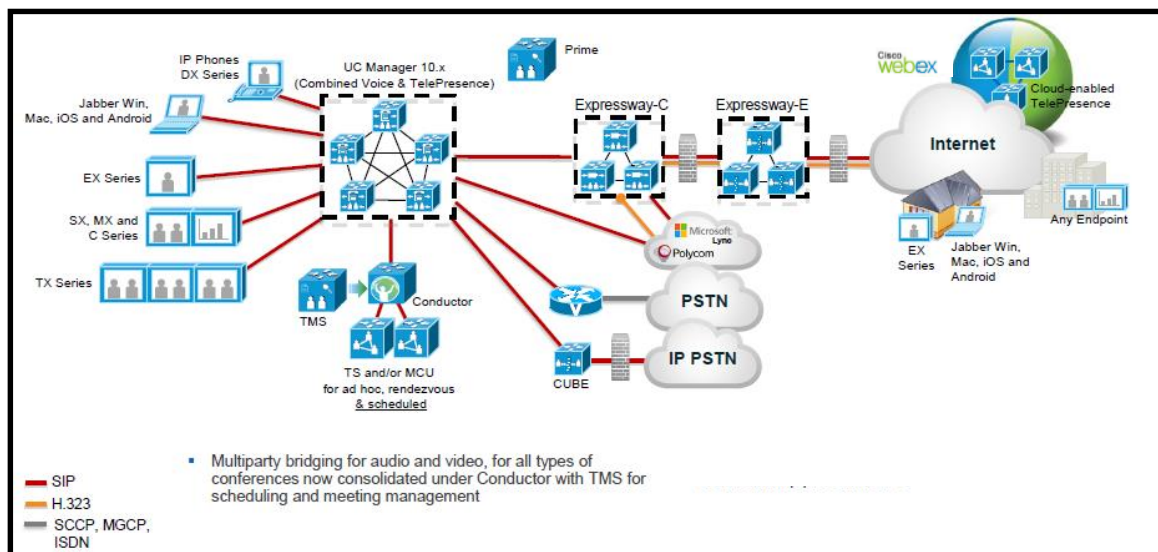 IP Phones
DX Series
UC Manager 10.x
(Combined Voice & TelePresence)
Prime
Cisco
webex
Cloud-enabled
TelePresence
Jabber Win,
Mac, iOS and Android
Expressway-C
Expressway-E
Internet
EX Series
SX, MX and
C Series
Any Endpoint
Microsoft
Lync
Polycom
EX
Series
Jabber Win,
Mac, iOS and
Android
TX Series
TMS
Conductor
V
PSTN
TS and/or MCU
for ad hoc, rendezvous
& scheduled
CUBE
IP PSTN
▪ Multiparty bridging for audio and video, for all types of
conferences now consolidated under Conductor with TMS for
scheduling and meeting management
SIP
H.323
SCCP, MGCP,
ISDN